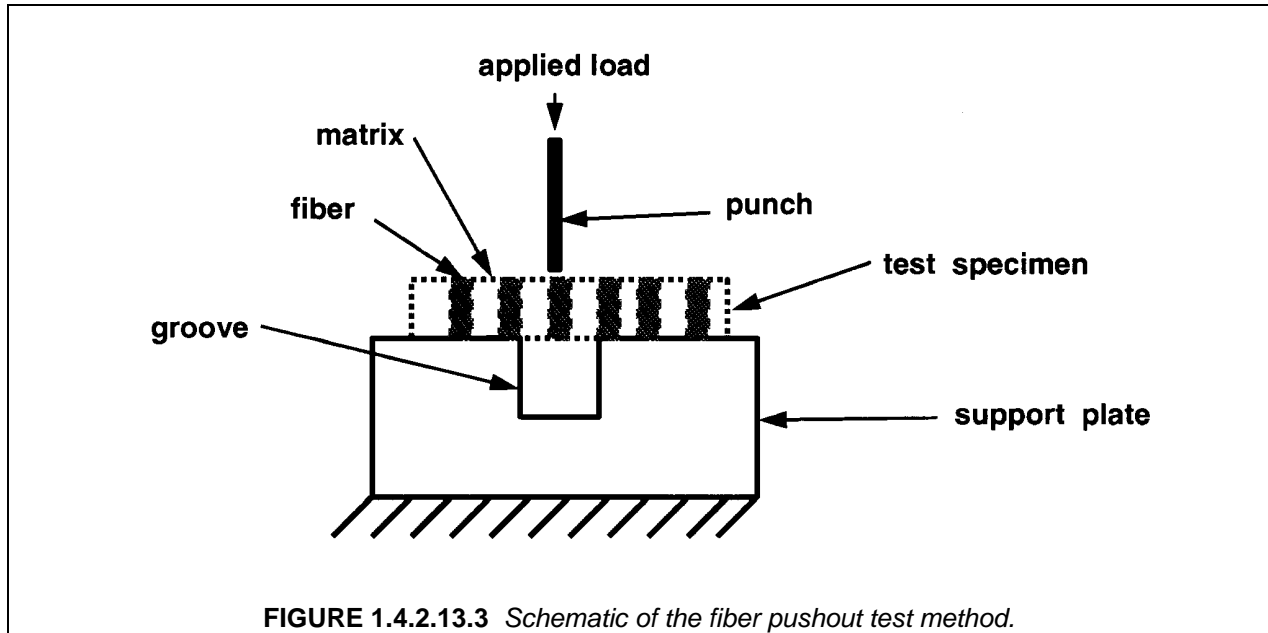 applied load
matrix
fiber
punch
test specimen
groove
support plate
FIGURE 1.4.2.13.3 Schematic of the fiber pushout test method.